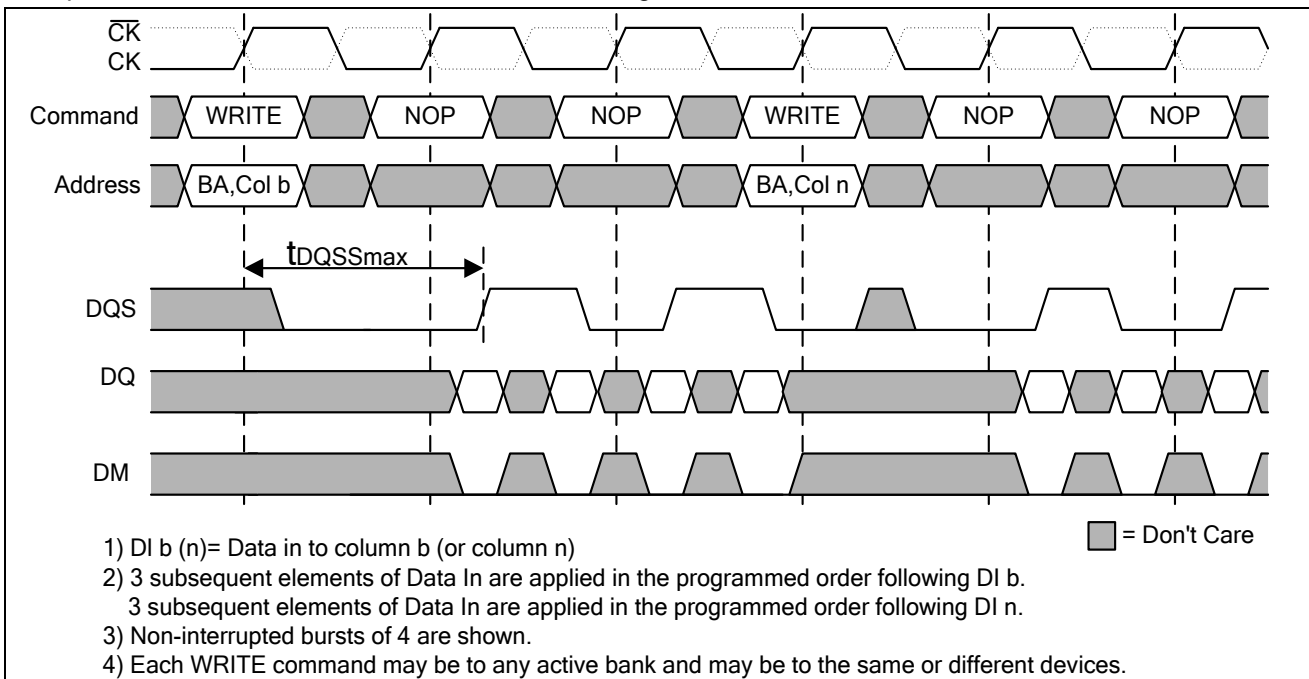 CK
CK
Command WRITE NOP NOP WRITE NOP NOP
Address BA,Col b BA,Col n
tDQSSmax
DQS
DQ
DM
= Don't Care
1) DI b (n)= Data in to column b (or column n)
2) 3 subsequent elements of Data In are applied in the programmed order following DI b.
3 subsequent elements of Data In are applied in the programmed order following DI n.
3) Non-interrupted bursts of 4 are shown.
4) Each WRITE command may be to any active bank and may be to the same or different devices.